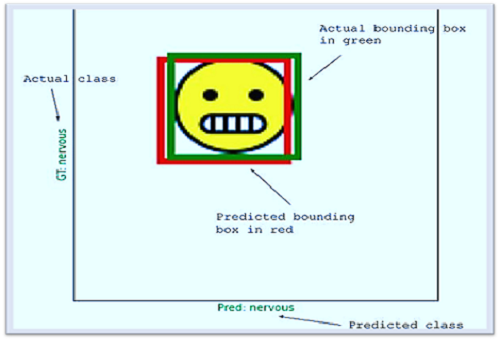 Actual bounding box
in green
Actual class
GT: nervous
Predicted bounding
box in red
Pred: nervous
Predicted class